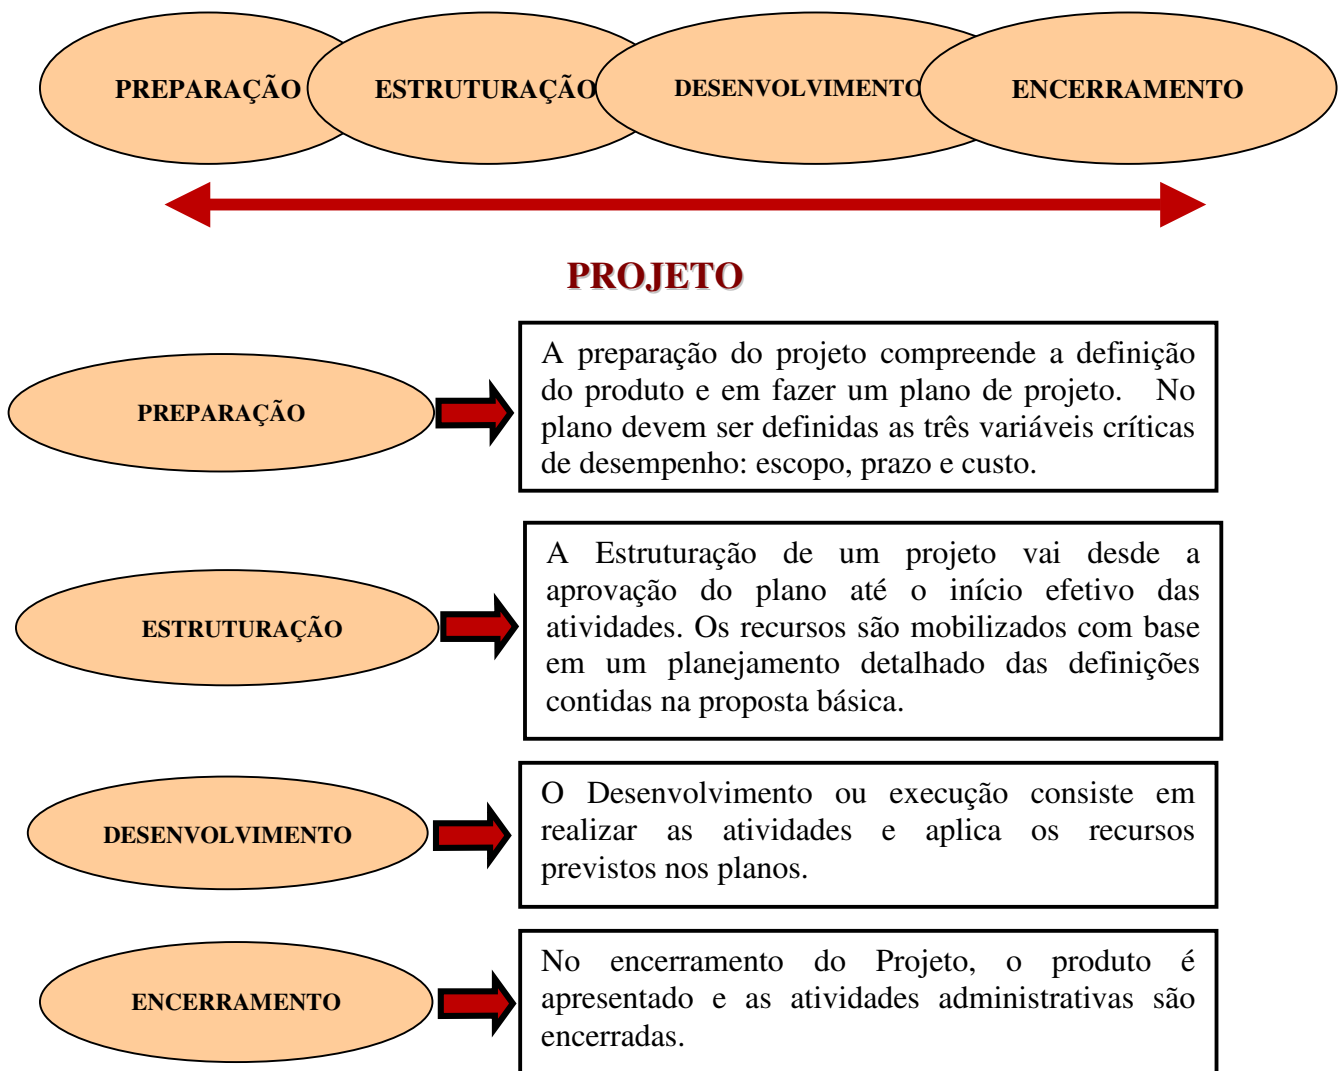 PREPARAÇÃO
ESTRUTURAÇÃO
DESENVOLVIMENTO
ENCERRAMENTO
PROJETO
PREPARAÇÃO
A preparação do projeto compreende a definição
do produto e em fazer um plano de projeto. No
plano devem ser definidas as três variáveis críticas
de desempenho: escopo, prazo e custo.
ESTRUTURAÇÃO
A Estruturação de um projeto vai desde a
aprovação do plano até o início efetivo das
atividades. Os recursos são mobilizados com base
em um planejamento detalhado das definições
contidas na proposta básica.
DESENVOLVIMENTO
O Desenvolvimento ou execução consiste em
realizar as atividades e aplica os recursos
previstos nos planos.
ENCERRAMENTO
No encerramento do Projeto, o produto é
apresentado e as atividades administrativas são
encerradas.